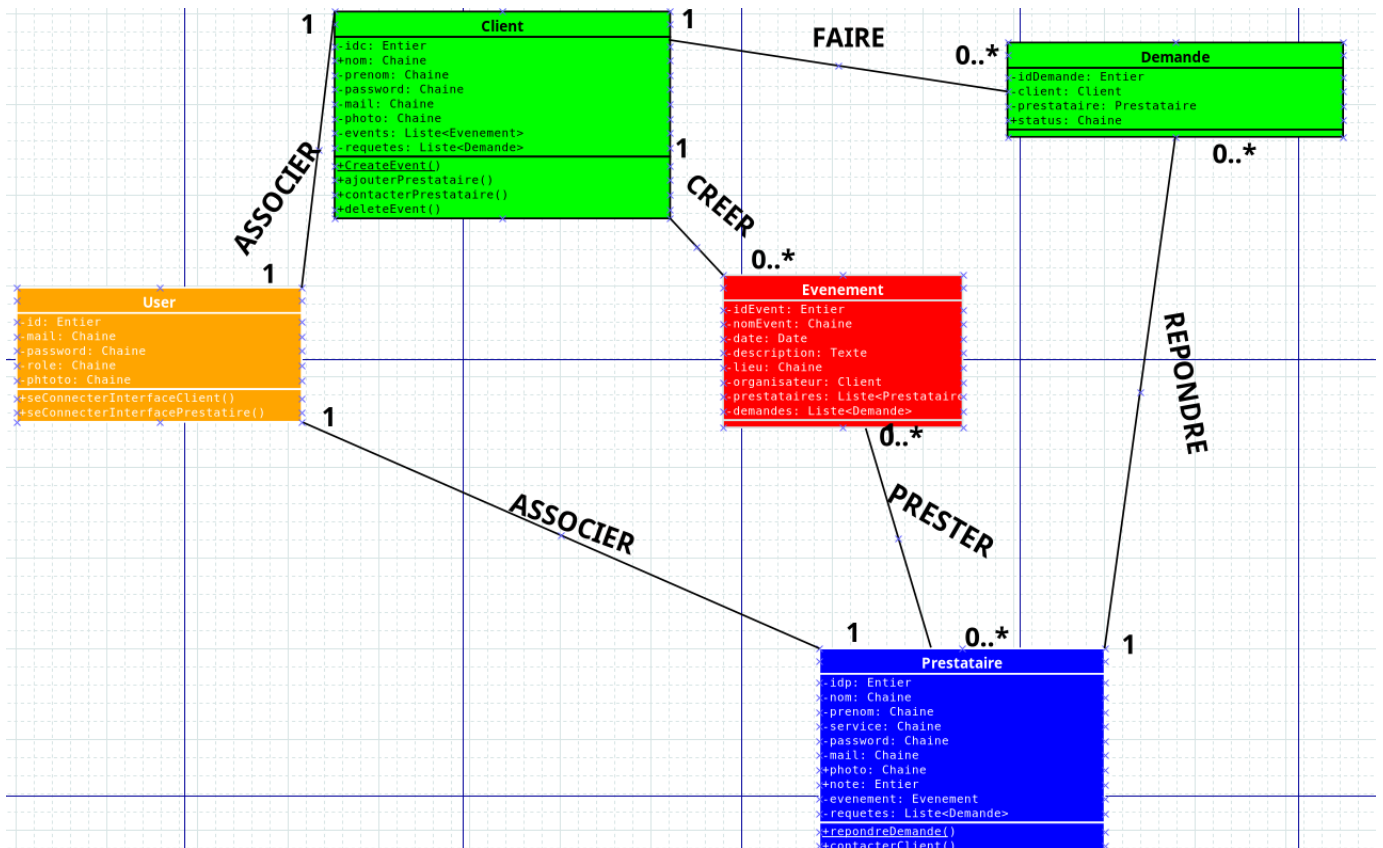 1
1
FAIRE
0..*
Client
-idc: Entier
+nom: Chaine
-prenom: Chaine
-password: Chaine
-mail: Chaine
-photo: Chaine
-events: Liste<Evenement>
-requetes: Liste<Demande>
+CreateEvent()
+ajouterPrestataire()
+contacterPrestataire()
+deleteEvent()
Demande
-idDemande: Entier
-client: Client
-prestataire: Prestataire
+status: Chaine
0..*
1
ASSOCIER
CREER
1
0..*
User
-id: Entier
-mail: Chaine
-password: Chaine
-role: Chaine
-phtoto: Chaine
+seConnecterInterfaceClient()
+seConnecterInterfacePrestatire()
1
Evenement
-idEvent: Entier
-nomEvent: Chaine
-date: Date
-description: Texte
-lieu: Chaine
-organisateur: Client
-prestataires: Liste<Prestatairc
-demandes: Liste<Demande>
0..*
REPONDRE
ASSOCIER
PRESTER
1
0..*
1
Prestataire
-idp: Entier
-nom: Chaine
-prenom: Chaine
-service: Chaine
-password: Chaine
-mail: Chaine
+photo: Chaine
+note: Entier
-evenement: Evenement
-requetes: Liste<Demande>
+repondreDemande()
+contacterClient()